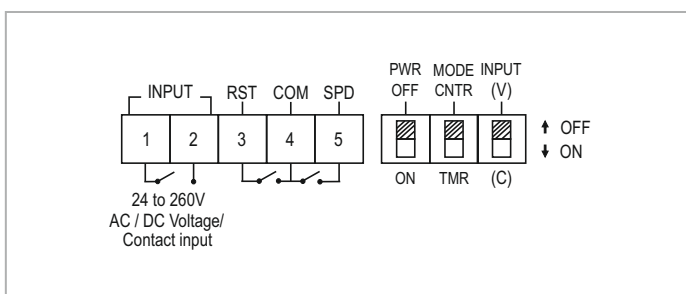 PWR MODE INPUT
INPUT RST COM SPD OFF CNTR (V)
1 2 3 4 5 OFF
ON
ON TMR (C)
24 to 260V
AC / DC Voltage/
Contact input